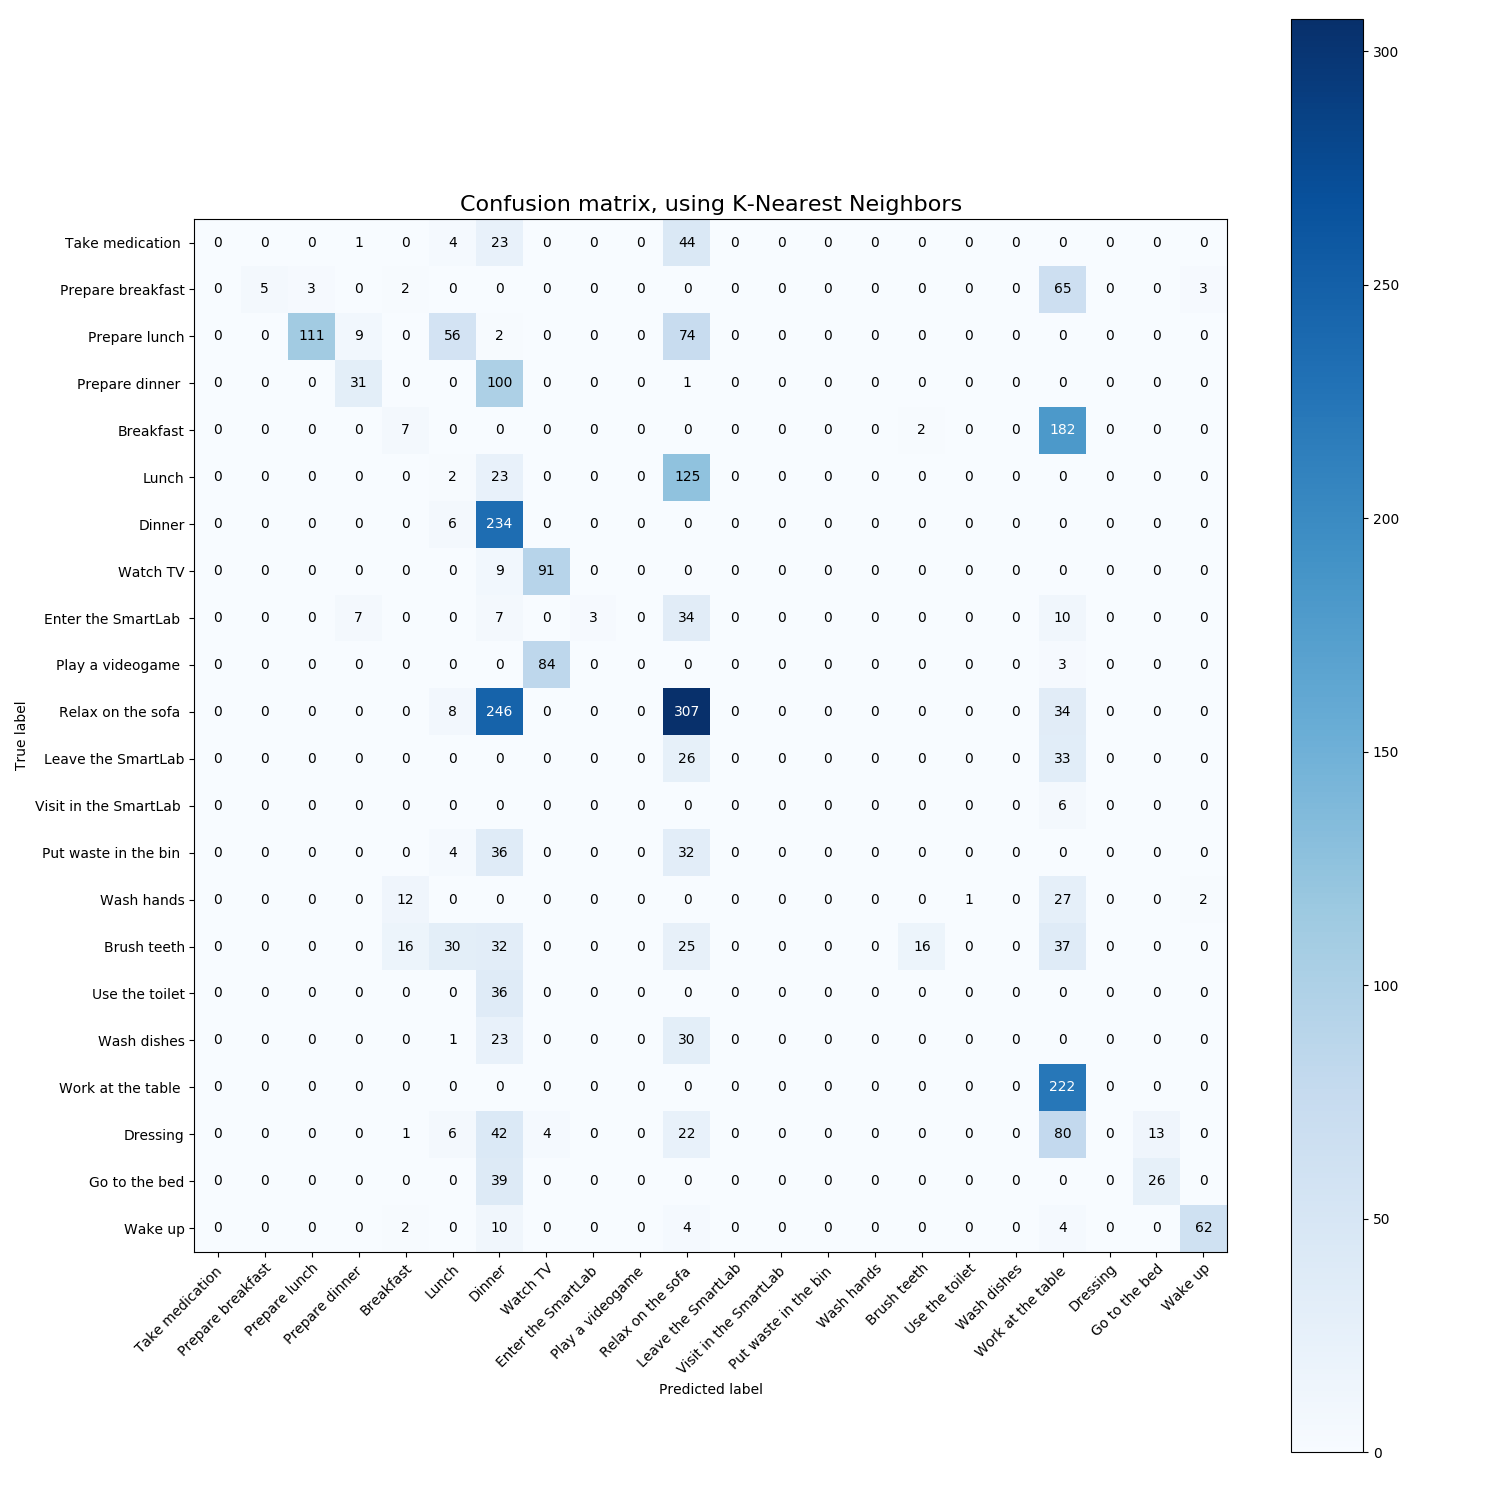 Confusion matrix, using K-Nearest Neighbors
Take medication 0 0 0 1 0 4 23 0 0 0 44 0 0 0 0 0 0 0 0 0 0 0
Prepare breakfast 0 5 3 0 2 0 0 0 0 0 0 0 0 0 0 0 0 0 65 0 0 3
Prepare lunch 0 0 111 9 0 56 2 0 0 0 74 0 0 0 0 0 0 0 0 0 0 0
Prepare dinner 0 0 0 31 0 0 100 0 0 0 1 0 0 0 0 0 0 0 0 0 0 0
Breakfast 0 0 0 0 7 0 0 0 0 0 0 0 0 0 0 2 0 0 182 0 0 0
Lunch 0 0 0 0 0 2 23 0 0 0 125 0 0 0 0 0 0 0 0 0 0 0
Dinner 0 0 0 0 0 6 234 0 0 0 0 0 0 0 0 0 0 0 0 0 0 0
Watch TV 0 0 0 0 0 0 9 91 0 0 0 0 0 0 0 0 0 0 0 0 0 0
Enter the SmartLab 0 0 0 7 0 0 7 0 3 0 34 0 0 0 0 0 0 0 10 0 0 0
Play a videogame 0 0 0 0 0 0 0 84 0 0 0 0 0 0 0 0 0 0 3 0 0 0
Relax on the sofa 0 0 0 0 0 8 246 0 0 0 307 0 0 0 0 0 0 0 34 0 0 0
Leave the SmartLab 0 0 0 0 0 0 0 0 0 0 26 0 0 0 0 0 0 0 33 0 0 0
Visit in the SmartLab 0 0 0 0 0 0 0 0 0 0 0 0 0 0 0 0 0 0 6 0 0 0
Put waste in the bin 0 0 0 0 0 4 36 0 0 0 32 0 0 0 0 0 0 0 0 0 0 0
Wash hands 0 0 0 0 12 0 0 0 0 0 0 0 0 0 0 0 1 0 27 0 0 2
Brush teeth 0 0 0 0 16 30 32 0 0 0 25 0 0 0 0 16 0 0 37 0 0 0
Use the toilet 0 0 0 0 0 0 36 0 0 0 0 0 0 0 0 0 0 0 0 0 0 0
Wash dishes 0 0 0 0 0 1 23 0 0 0 30 0 0 0 0 0 0 0 0 0 0 0
Work at the table 0 0 0 0 0 0 0 0 0 0 0 0 0 0 0 0 0 0 222 0 0 0
Dressing 0 0 0 0 1 6 42 4 0 0 22 0 0 0 0 0 0 0 80 0 13 0
Go to the bed 0 0 0 0 0 0 39 0 0 0 0 0 0 0 0 0 0 0 0 0 26 0
Wake up 0 0 0 0 2 0 10 0 0 0 4 0 0 0 0 0 0 0 4 0 0 62
True label
Take medication
Prepare breakfast
Prepare lunch
Prepare dinner
Breakfast
Lunch
Dinner
Watch TV
Enter the SmartLab
Play a videogame
Relax on the sofa
Leave the SmartLab
Visit in the SmartLab
Put waste in the bin
Wash hands
Brush teeth
Use the toilet
Wash dishes
Work at the table
Dressing
Go to the bed
Wake up
Predicted label
300
250
200
150
100
50
0